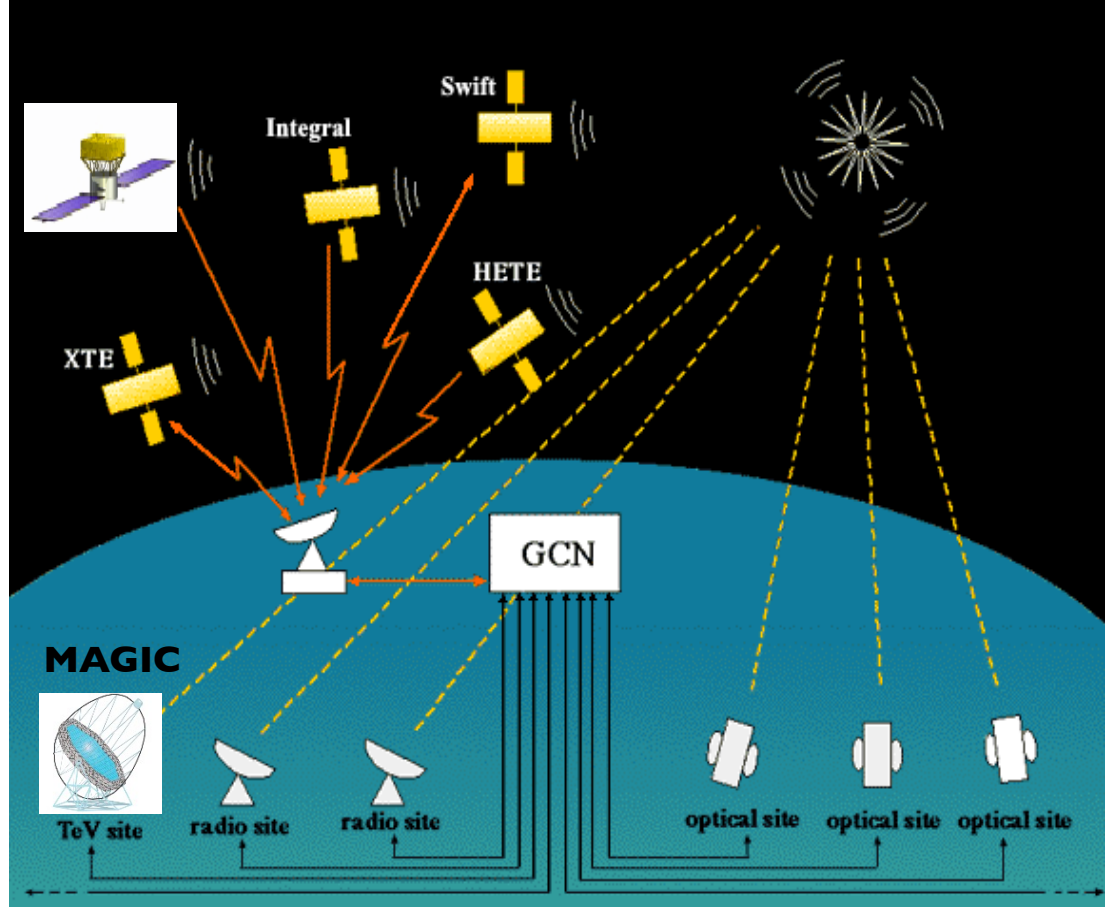 Swift
Integral
HETE
XTE
GCN
MAGIC
TeV site
radio site
radio site
optical site
optical site
optical site